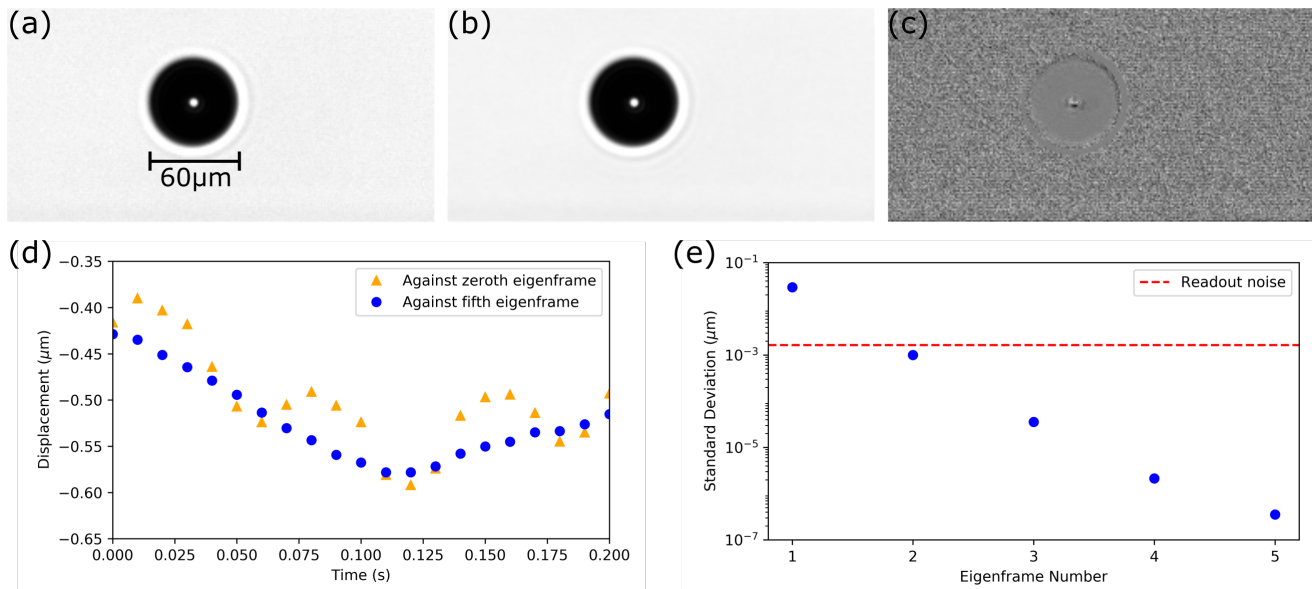 (a)
(b)
(c)
60μm
(d)
Displacement (μm)
−0.35
−0.40
−0.45
−0.50
−0.55
−0.60
−0.65
Against zeroth eigenframe
Against fifth eigenframe
0.000 0.025 0.050 0.075 0.100 0.125 0.150 0.175 0.200
Time (s)
(e)
Standard Deviation (μm)
10⁻¹
10⁻³
10⁻⁵
10⁻⁷
Readout noise
1 2 3 4 5
Eigenframe Number